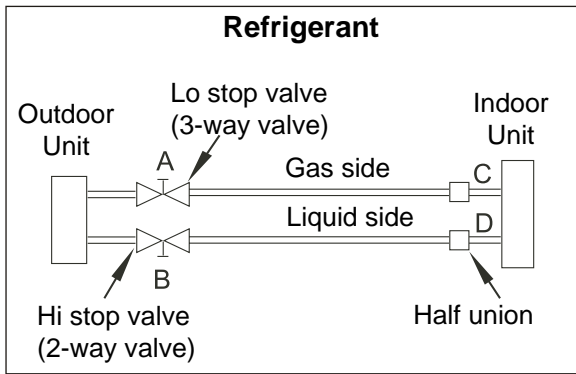 Refrigerant
Lo stop valve
(3-way valve)
Outdoor
Unit
Indoor
Unit
A
Gas side
C
Liquid side
D
B
Hi stop valve
(2-way valve)
Half union